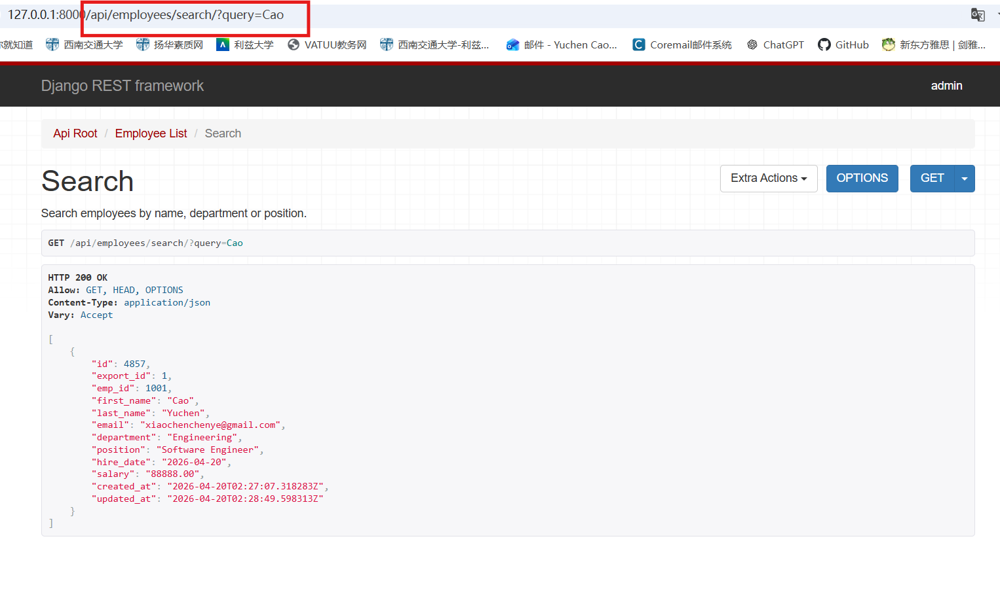 127.0.0.1:8000/api/employees/search/?query=Cao
就知道 西南交通大学 扬华素质网 利兹大学 VATUU教务网 西南交通大学-利兹... 邮件 - Yuchen Cao... Coremail邮件系统 ChatGPT GitHub 新东方雅思 | 剑雅...
Django REST framework admin
Api Root / Employee List / Search
Search Extra Actions OPTIONS GET
Search employees by name, department or position.
GET /api/employees/search/?query=Cao
HTTP 200 OK
Allow: GET, HEAD, OPTIONS
Content-Type: application/json
Vary: Accept
[
    {
        "id": 4857,
        "export_id": 1,
        "emp_id": 1001,
        "first_name": "Cao",
        "last_name": "Yuchen",
        "email": "xiaochenchenye@gmail.com",
        "department": "Engineering",
        "position": "Software Engineer",
        "hire_date": "2026-04-20",
        "salary": "88888.00",
        "created_at": "2026-04-20T02:27:07.318283Z",
        "updated_at": "2026-04-20T02:28:49.598313Z"
    }
]